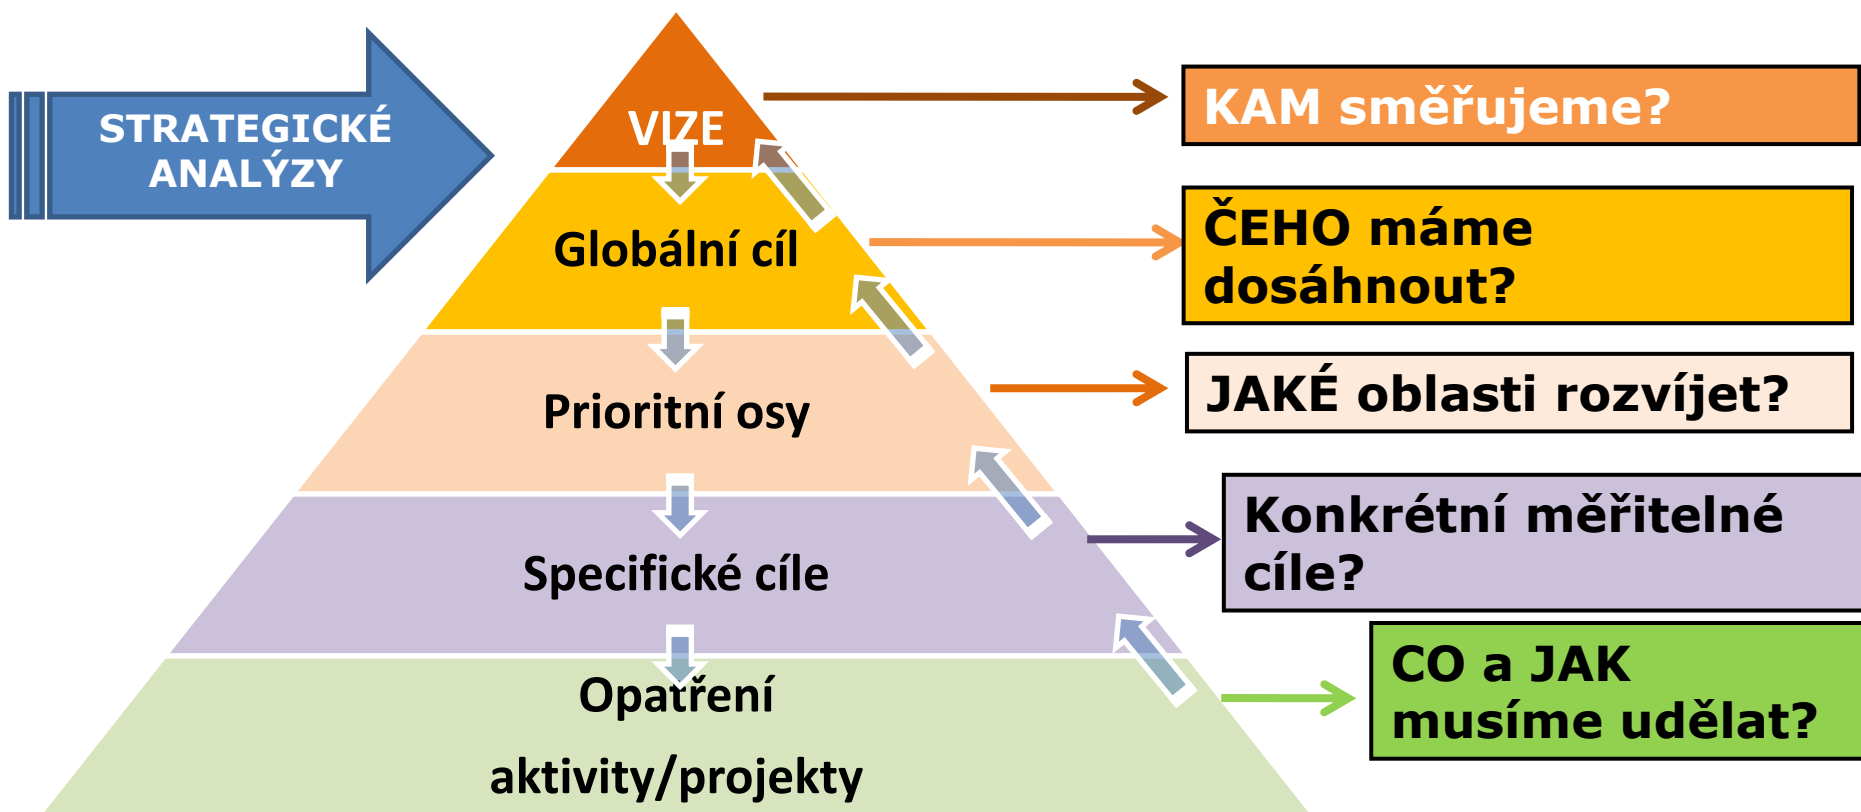 STRATEGICKÉ
ANALÝZY
VIZE
KAM směřujeme?
Globální cíl
ČEHO máme
dosáhnout?
Prioritní osy
JAKÉ oblasti rozvíjet?
Specifické cíle
Konkrétní měřitelné
cíle?
Opatření
aktivity/projekty
CO a JAK
musíme udělat?